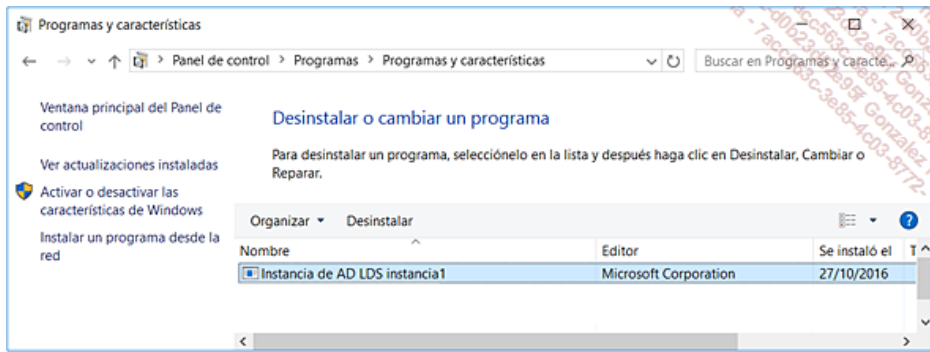 Programas y características
Panel de control > Programas > Programas y características
Buscar en Programas y caracte...
Ventana principal del Panel de
control
Ver actualizaciones instaladas
Activar o desactivar las
características de Windows
Instalar un programa desde la
red
Desinstalar o cambiar un programa
Para desinstalar un programa, selecciónelo en la lista y después haga clic en Desinstalar, Cambiar o
Reparar.
Organizar Desinstalar
Nombre Editor Se instaló el T
Instancia de AD LDS instancia1 Microsoft Corporation 27/10/2016